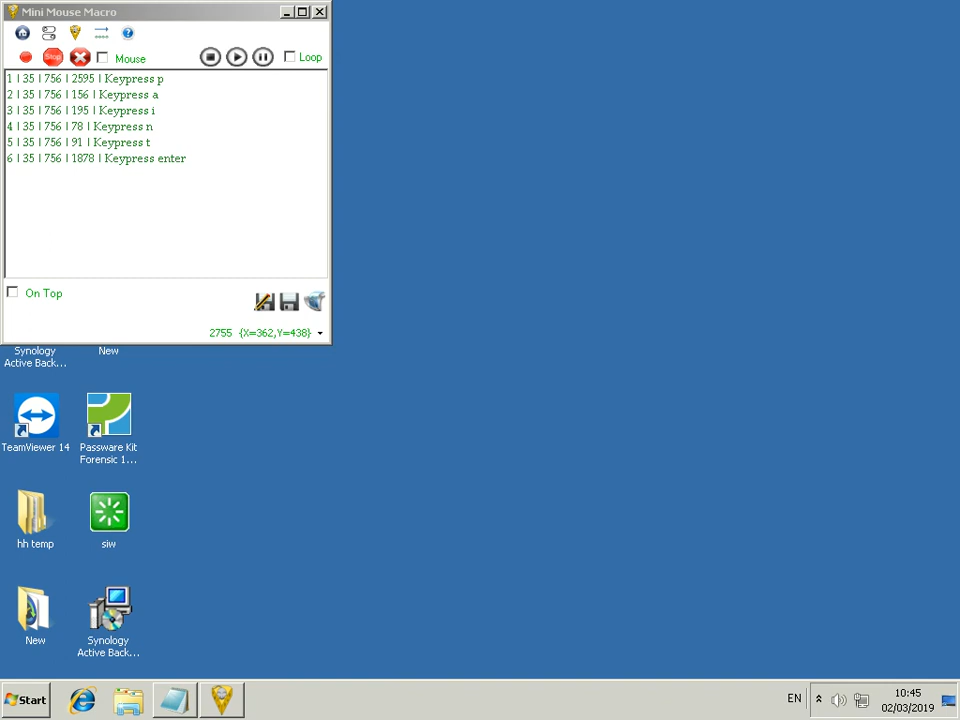 Mini Mouse Macro
Stop
Mouse
Loop
1 | 35 | 756 | 2595 | Keypress p
2 | 35 | 756 | 156 | Keypress a
3 | 35 | 756 | 195 | Keypress i
4 | 35 | 756 | 78 | Keypress n
5 | 35 | 756 | 91 | Keypress t
6 | 35 | 756 | 1878 | Keypress enter
On Top
2755 {X=362,Y=438}
Synology
Active Back...
New
TeamViewer 14
Passware Kit
Forensic 1...
hh temp
siw
New
Synology
Active Back...
Start
EN
10:45
02/03/2019